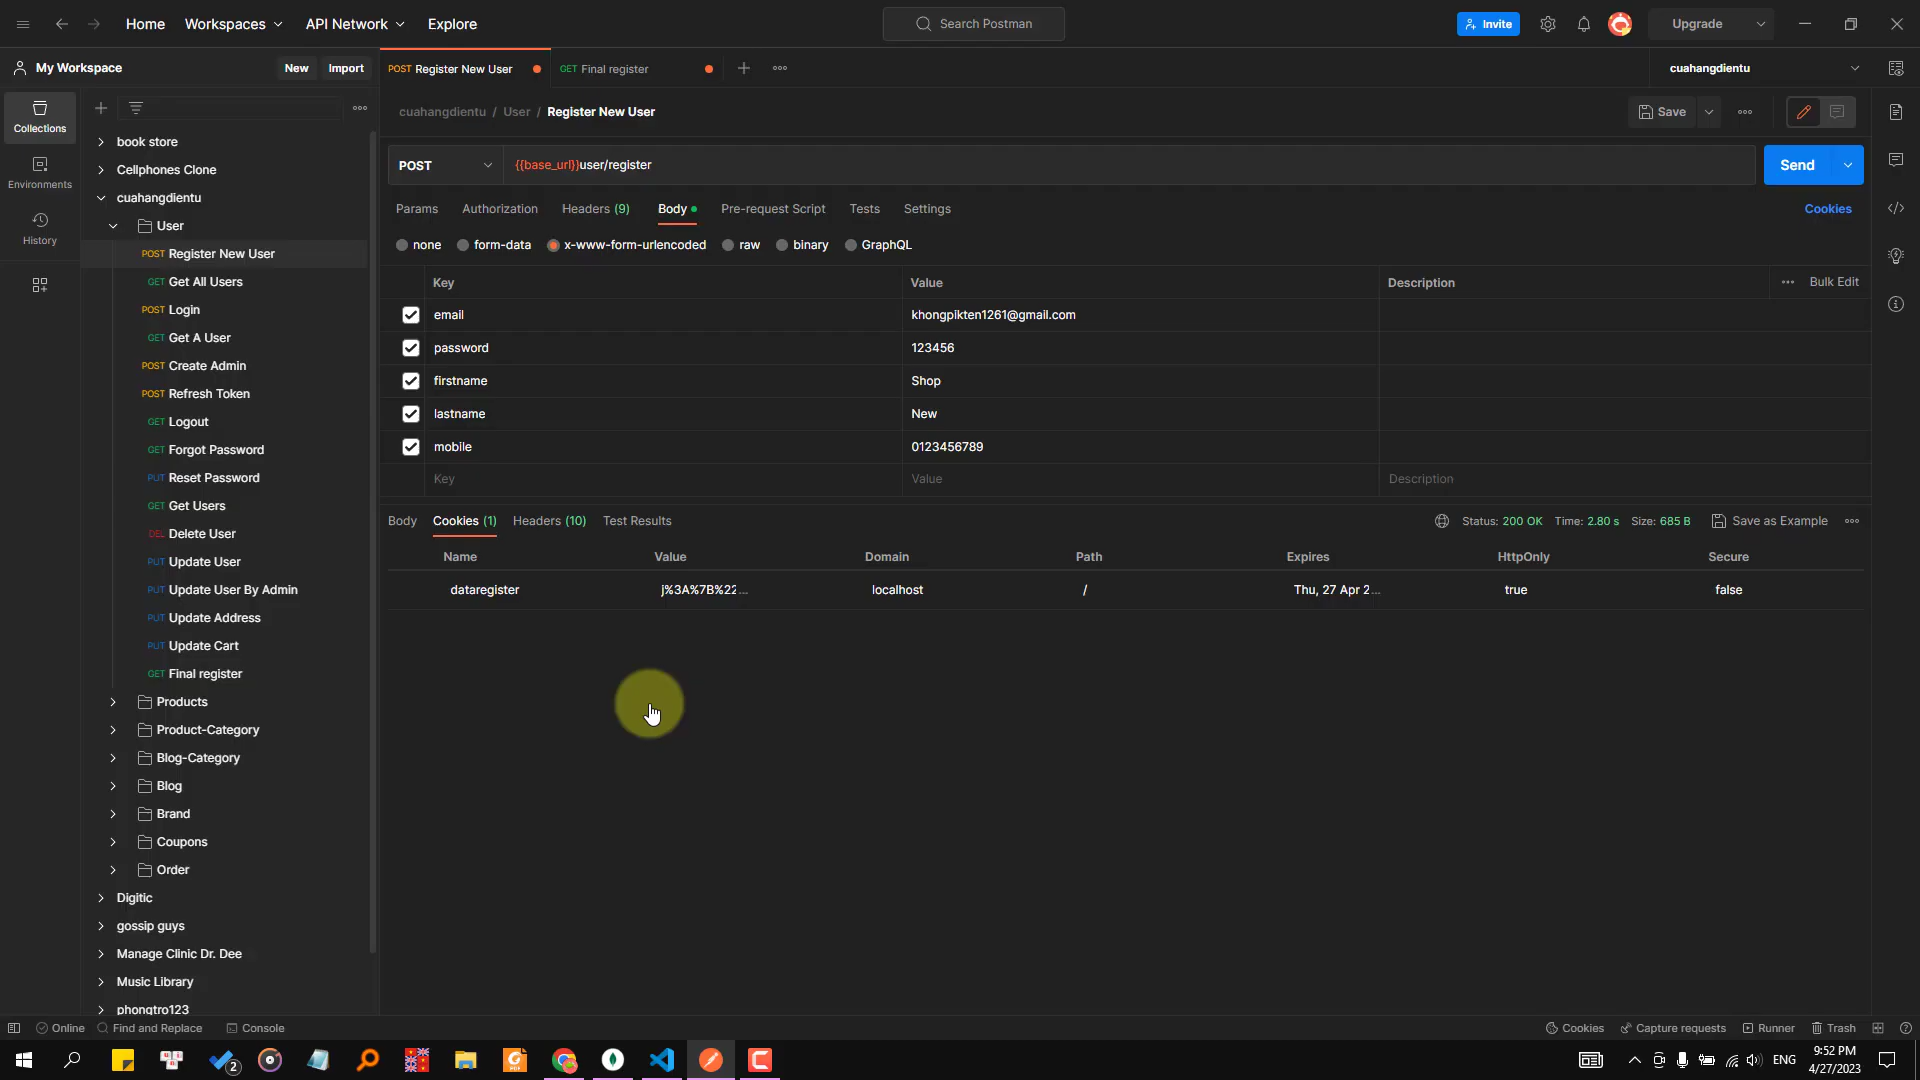 Home Workspaces API Network Explore Search Postman Invite Upgrade
My Workspace New Import POST Register New User GET Final register cuahangdientu
Collections
Environments
History
book store
Cellphones Clone
cuahangdientu
User
POST Register New User
GET Get All Users
POST Login
GET Get A User
POST Create Admin
POST Refresh Token
GET Logout
GET Forgot Password
PUT Reset Password
GET Get Users
DEL Delete User
PUT Update User
PUT Update User By Admin
PUT Update Address
PUT Update Cart
GET Final register
Products
Product-Category
Blog-Category
Blog
Brand
Coupons
Order
Digitic
gossip guys
Manage Clinic Dr. Dee
Music Library
phongtro123
cuahangdientu / User / Register New User Save
POST {{base_url}}user/register Send
Params Authorization Headers (9) Body Pre-request Script Tests Settings Cookies
none form-data x-www-form-urlencoded raw binary GraphQL
Key Value Description Bulk Edit
email khongpikten1261@gmail.com
password 123456
firstname Shop
lastname New
mobile 0123456789
Key Value Description
Body Cookies (1) Headers (10) Test Results Status: 200 OK Time: 2.80 s Size: 685 B Save as Example
Name Value Domain Path Expires HttpOnly Secure
dataregister j%3A%7B%22... localhost / Thu, 27 Apr 2... true false
Online Find and Replace Console Cookies Capture requests Runner Trash
2 ENG 9:52 PM
4/27/2023